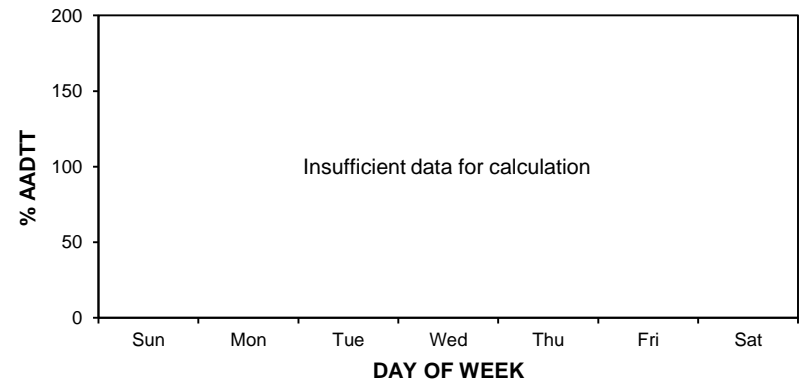 200
150
100
50
0
% AADTT
Insufficient data for calculation
Sun Mon Tue Wed Thu Fri Sat
DAY OF WEEK